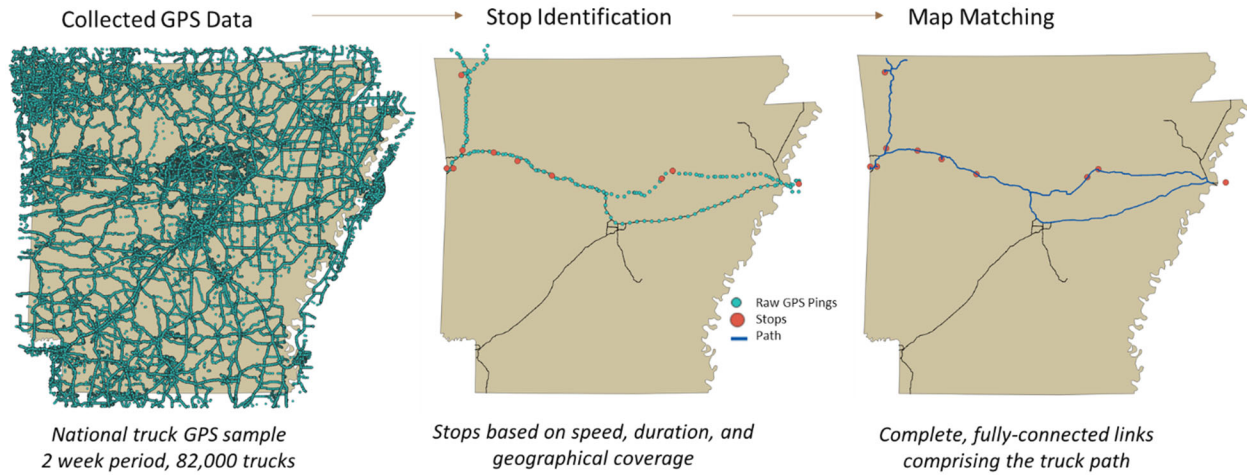 Collected GPS Data
Stop Identification
Map Matching
Raw GPS Pings
Stops
Path
National truck GPS sample
2 week period, 82,000 trucks
Stops based on speed, duration, and
geographical coverage
Complete, fully-connected links
comprising the truck path